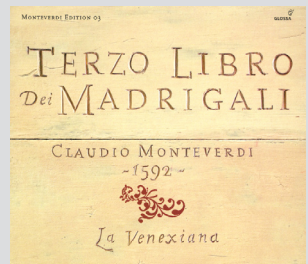 MONTEVERDI EDITION 03
GLOSSA
TERZO LIBRO
Dei MADRIGALI
CLAUDIO MONTEVERDI
-1592-
La Venexiana